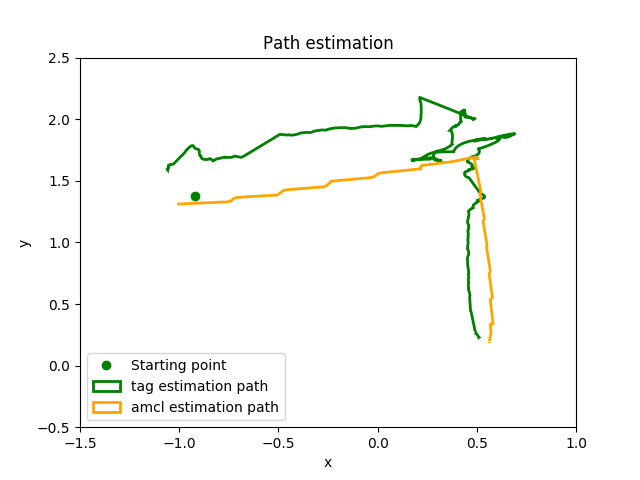 Path estimation
y
2.5
2.0
1.5
1.0
0.5
0.0
−0.5
Starting point
tag estimation path
amcl estimation path
−1.5 −1.0 −0.5 0.0 0.5 1.0
x